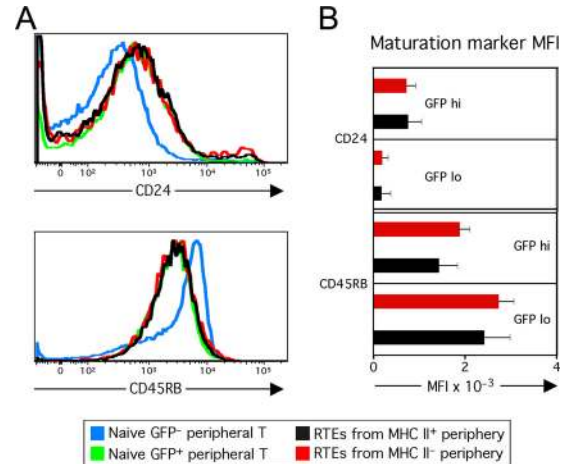 A
0 10² 10³ 10⁴ 10⁵
CD24
0 10² 10³ 10⁴ 10⁵
CD45RB
B
Maturation marker MFI
GFP hi
CD24
GFP lo
GFP hi
CD45RB
GFP lo
0 2 4
MFI x 10⁻³
Naive GFP⁻ peripheral T
Naive GFP⁺ peripheral T
RTEs from MHC II⁺ periphery
RTEs from MHC II⁻ periphery